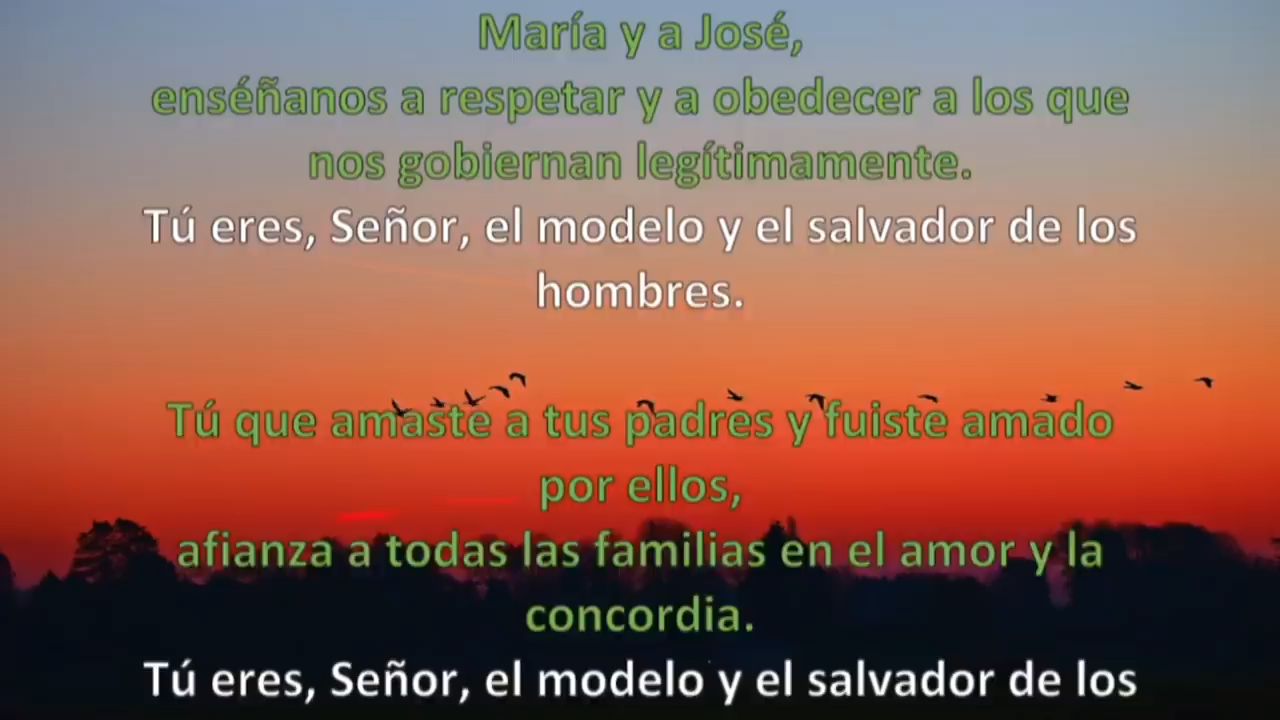 María y a José,
enséñanos a respetar y a obedecer a los que
nos gobiernan legítimamente.
Tú eres, Señor, el modelo y el salvador de los
hombres.
Tú que amaste a tus padres y fuiste amado
por ellos,
afianza a todas las familias en el amor y la
concordia.
Tú eres, Señor, el modelo y el salvador de los